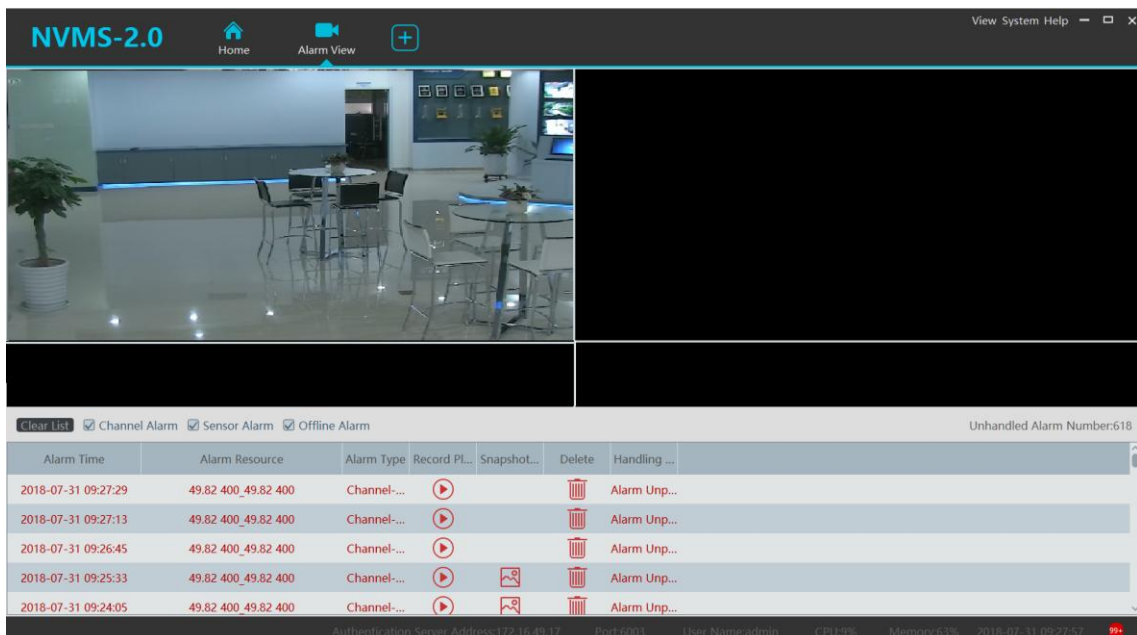 NVMS-2.0 Home Alarm View View System Help
Clear List Channel Alarm Sensor Alarm Offline Alarm Unhandled Alarm Number:618
Alarm Time Alarm Resource Alarm Type Record Pl... Snapshot... Delete Handling ...
2018-07-31 09:27:29 49.82 400_49.82 400 Channel-... Alarm Unp...
2018-07-31 09:27:13 49.82 400_49.82 400 Channel-... Alarm Unp...
2018-07-31 09:26:45 49.82 400_49.82 400 Channel-... Alarm Unp...
2018-07-31 09:25:33 49.82 400_49.82 400 Channel-... Alarm Unp...
2018-07-31 09:24:05 49.82 400_49.82 400 Channel-... Alarm Unp...
Authentication Server Address:172.16.49.17 Port:6003 User Name:admin CPU:9% Memory:63% 2018-07-31 09:27:57 99+